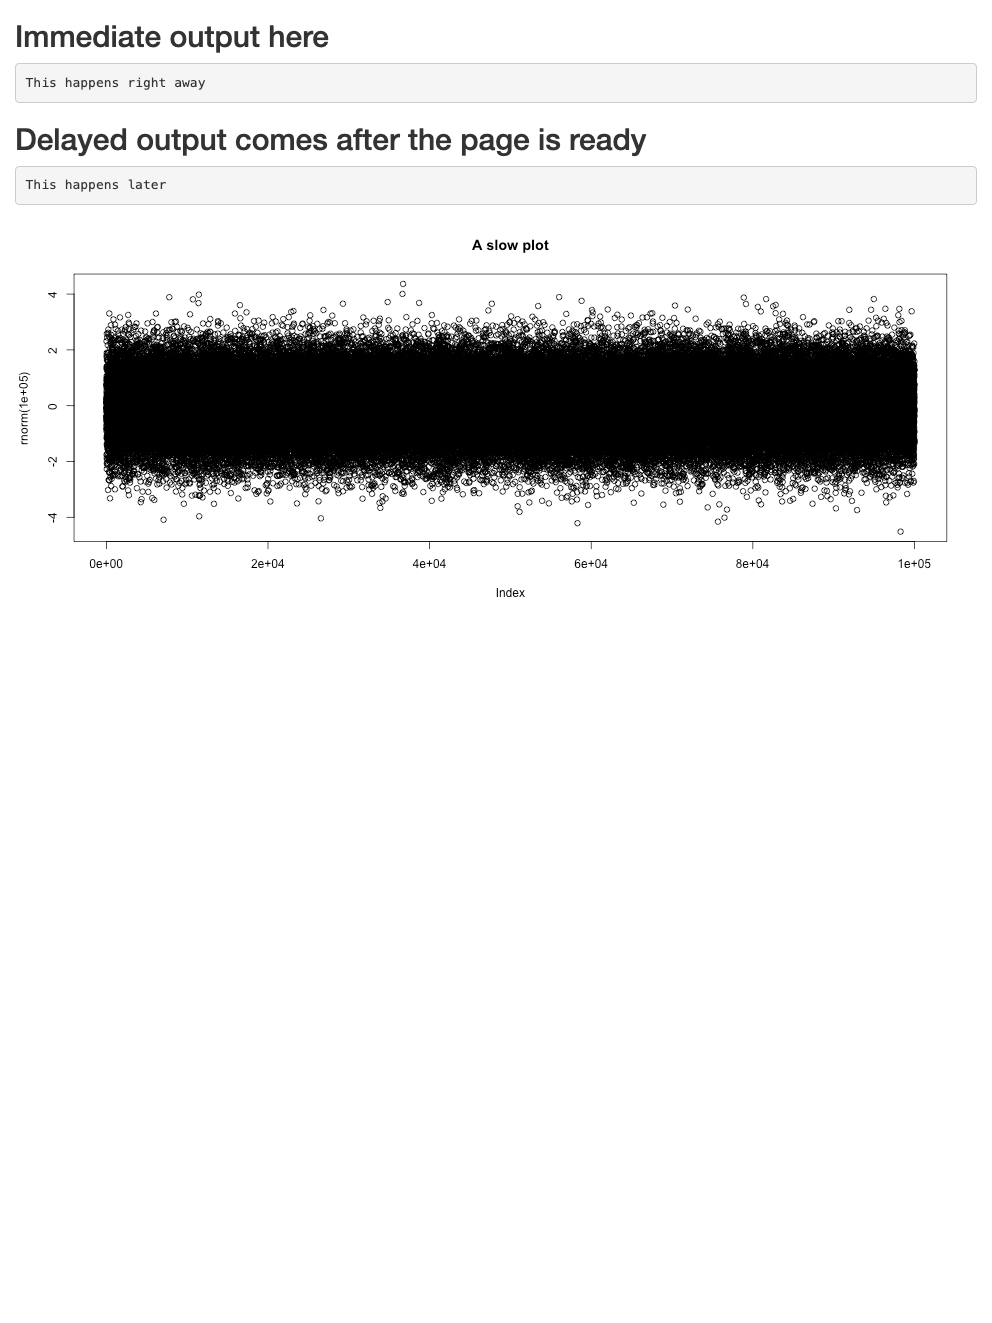 Immediate output here
This happens right away
Delayed output comes after the page is ready
This happens later
A slow plot
4
2
0
-2
-4
rnorm(1e+05)
0e+00 2e+04 4e+04 6e+04 8e+04 1e+05
Index